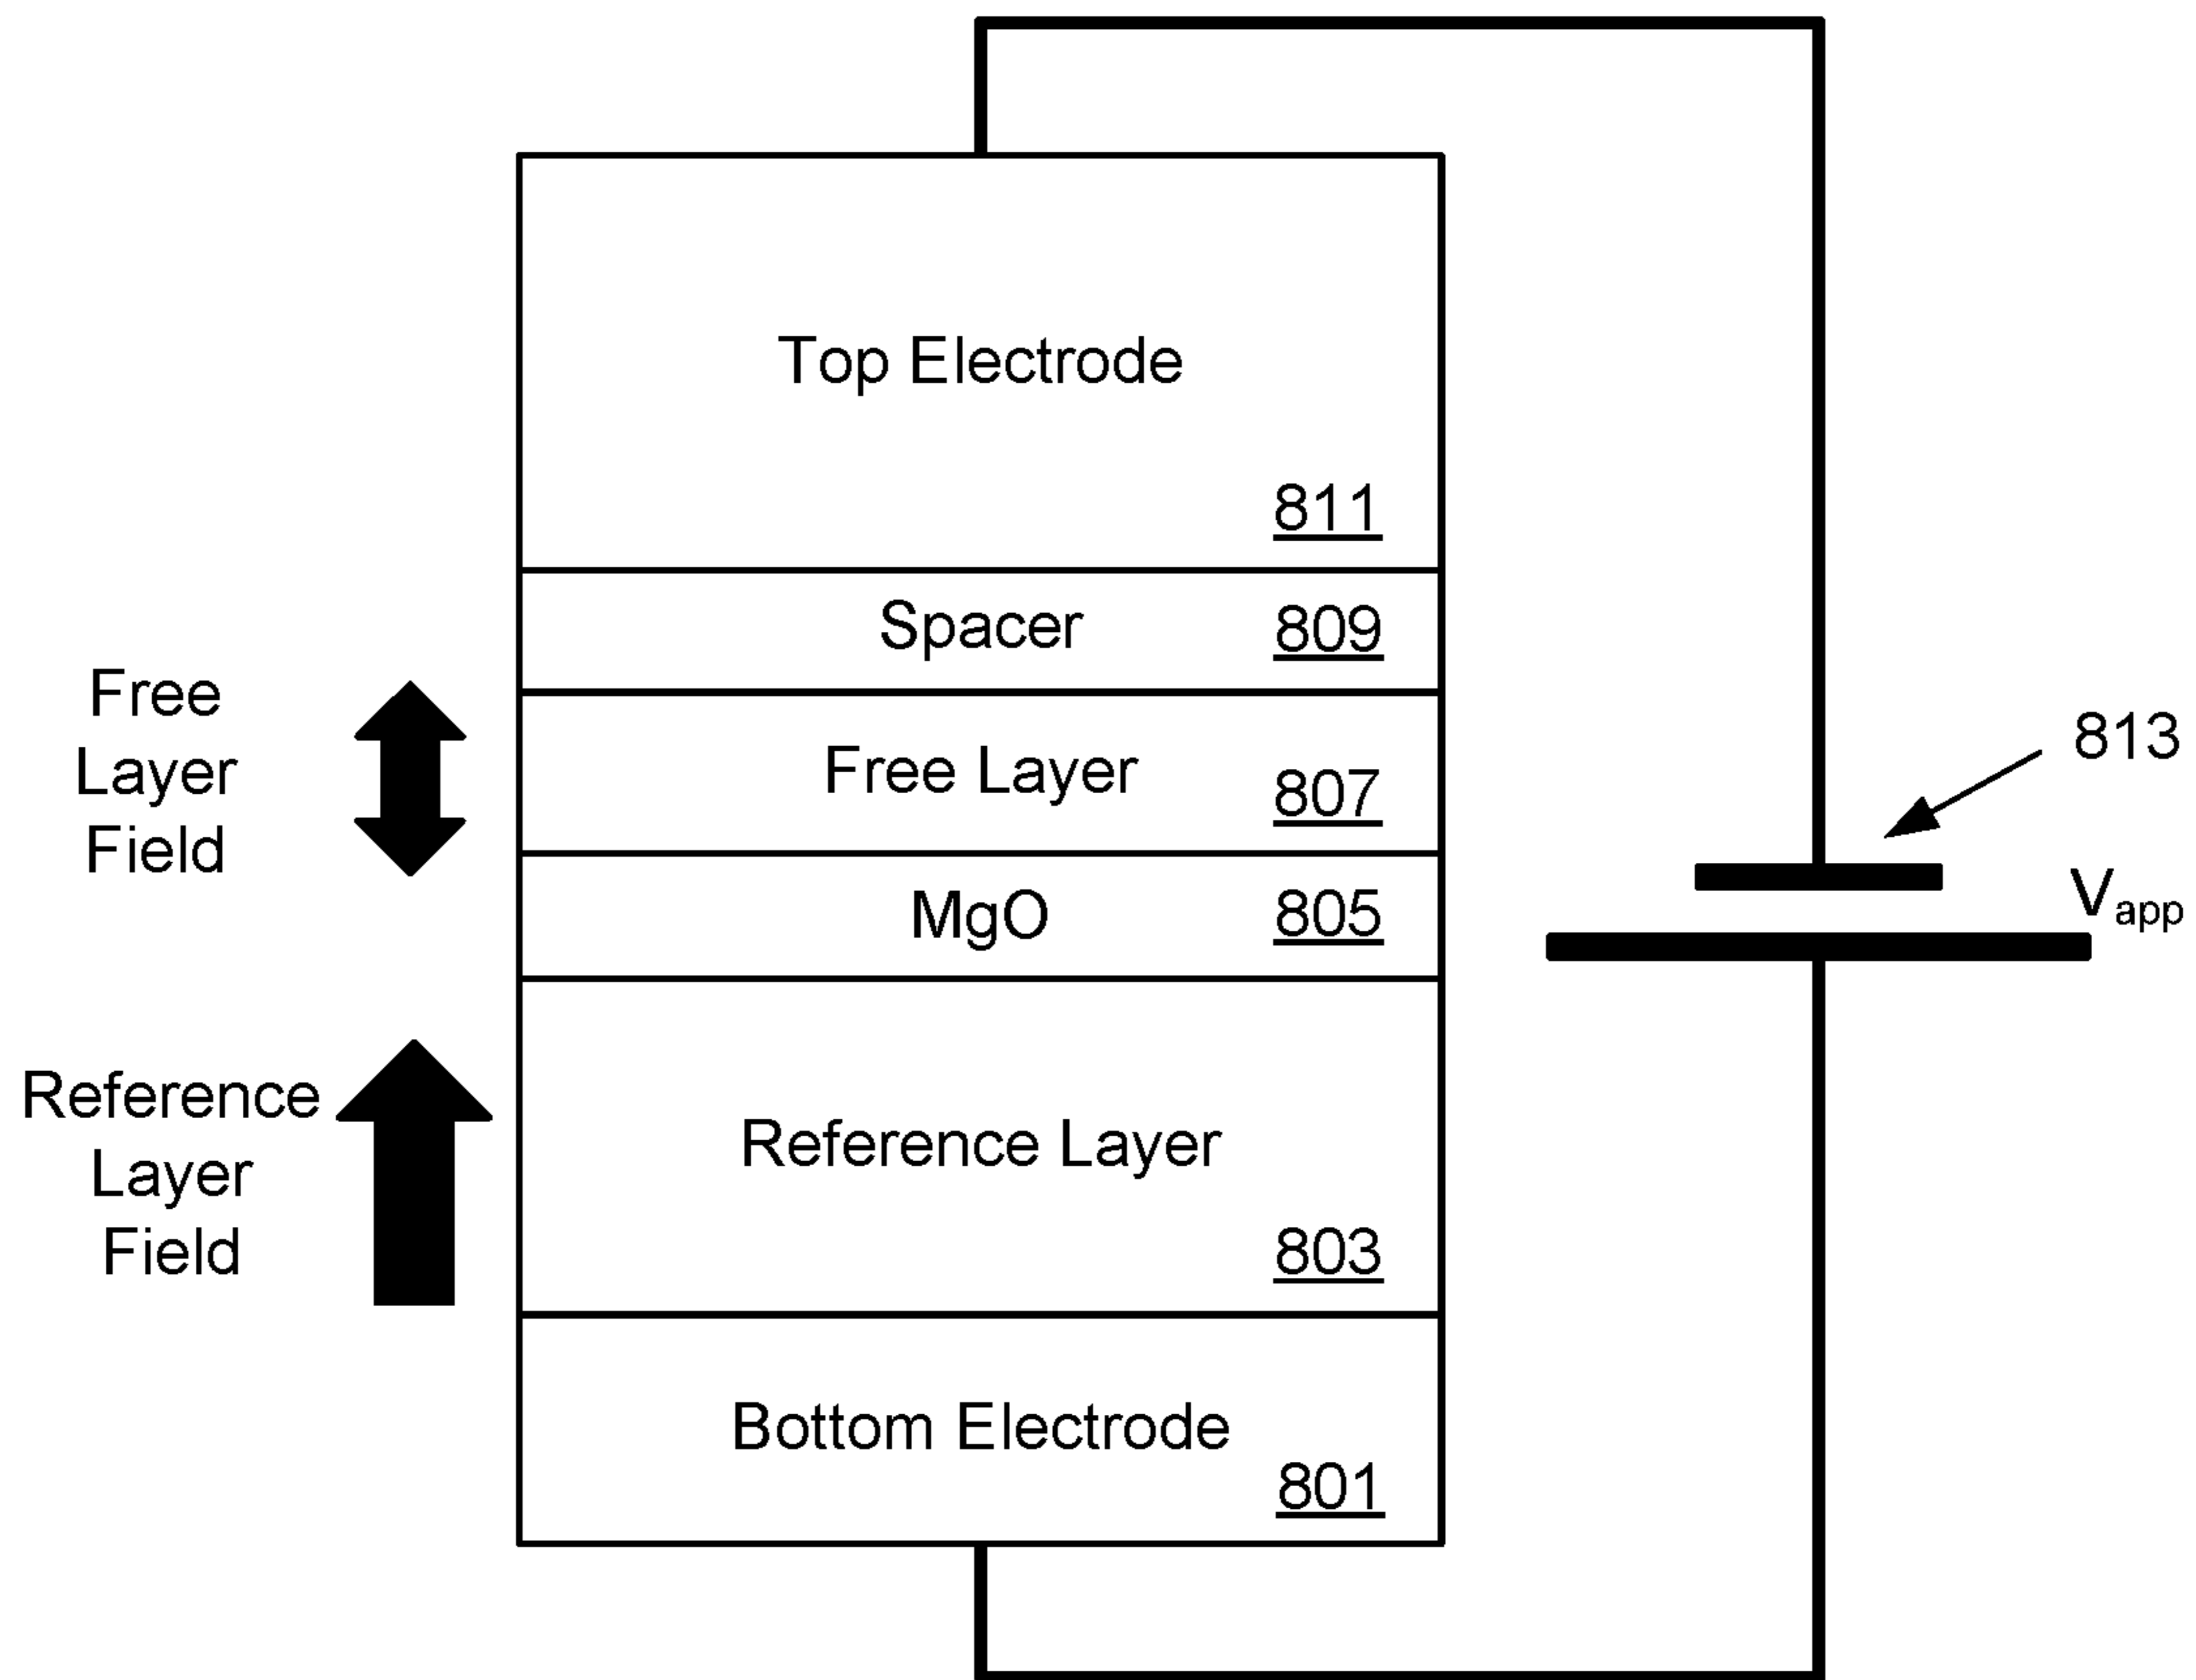 Top Electrode
811
Spacer 809
Free
Layer
Field
Free Layer 807
813
MgO 805
Vapp
Reference
Layer
Field
Reference Layer
803
Bottom Electrode
801